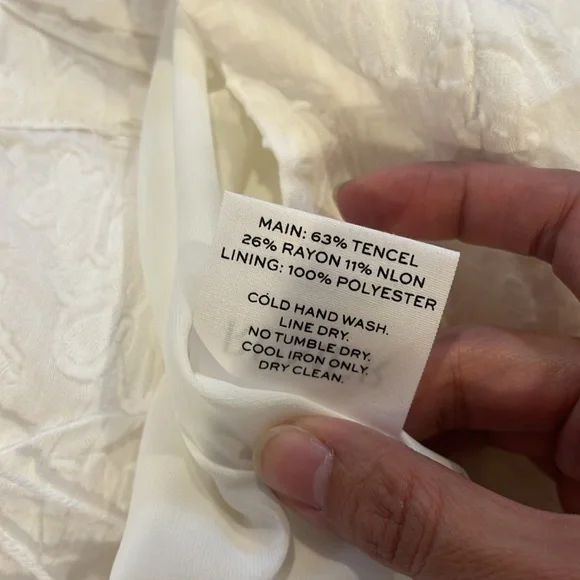 MAIN: 63% TENCEL
26% RAYON 11% NLON
LINING: 100% POLYESTER
COLD HAND WASH.
LINE DRY.
NO TUMBLE DRY.
COOL IRON ONLY.
DRY CLEAN.